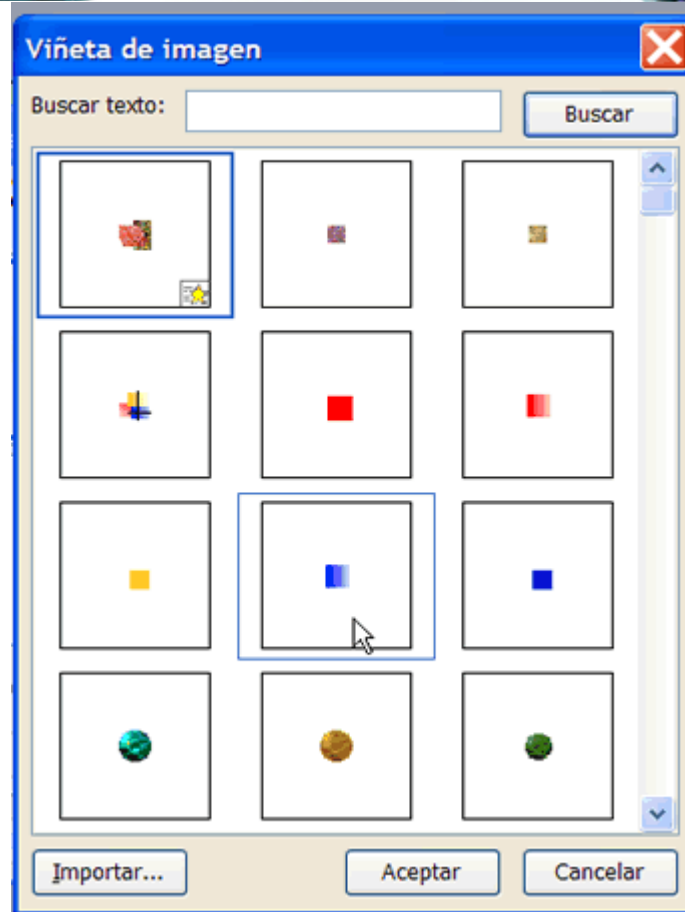 Viñeta de imagen
Buscar texto:
Buscar
Importar...
Aceptar
Cancelar